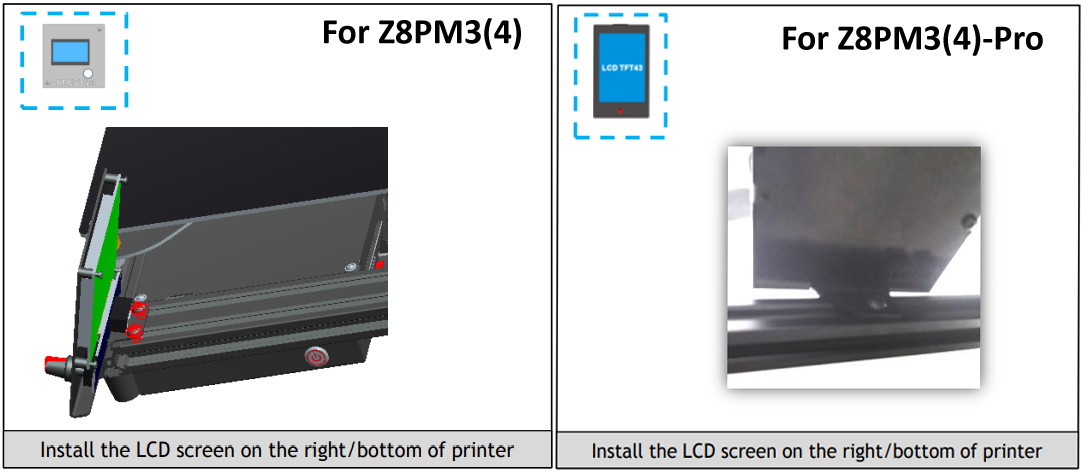 For Z8PM3(4)
Install the LCD screen on the right/bottom of printer
For Z8PM3(4)-Pro
LCD TFT43
Install the LCD screen on the right/bottom of printer